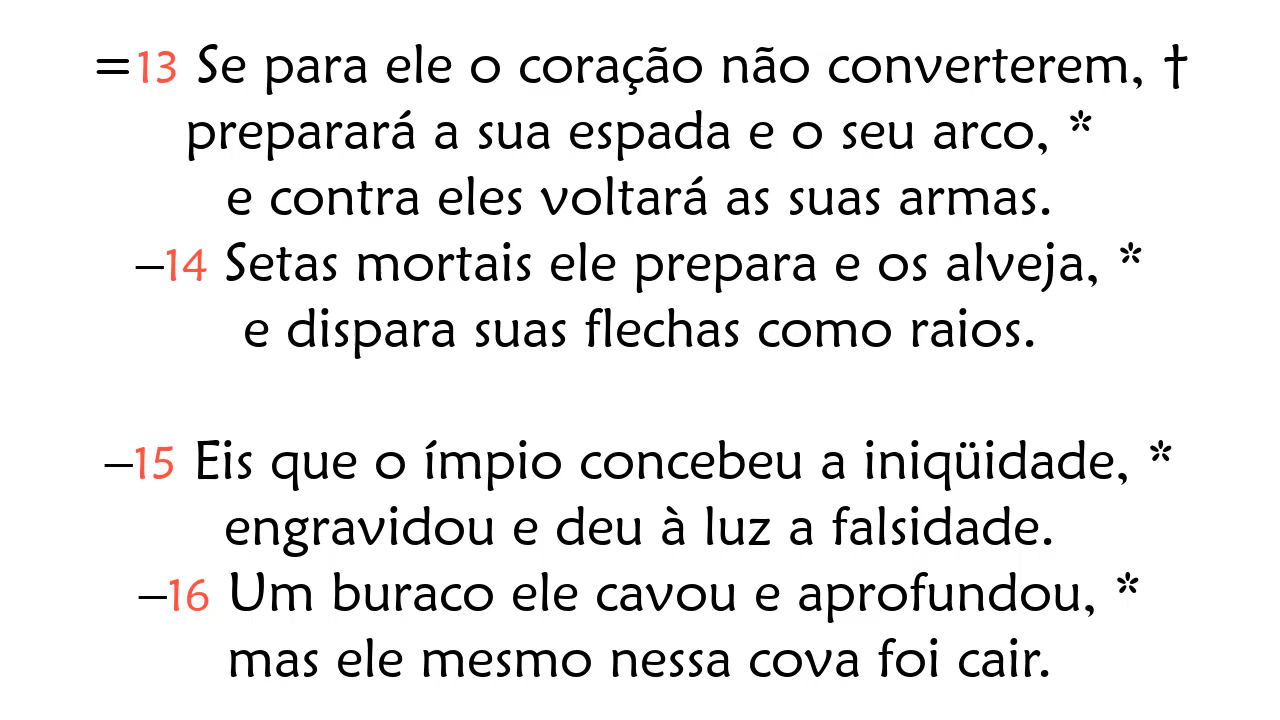 =13 Se para ele o coração não converterem, †
preparará a sua espada e o seu arco, *
e contra eles voltará as suas armas.
–14 Setas mortais ele prepara e os alveja, *
e dispara suas flechas como raios.
–15 Eis que o ímpio concebeu a iniqüidade, *
engravidou e deu à luz a falsidade.
–16 Um buraco ele cavou e aprofundou, *
mas ele mesmo nessa cova foi cair.